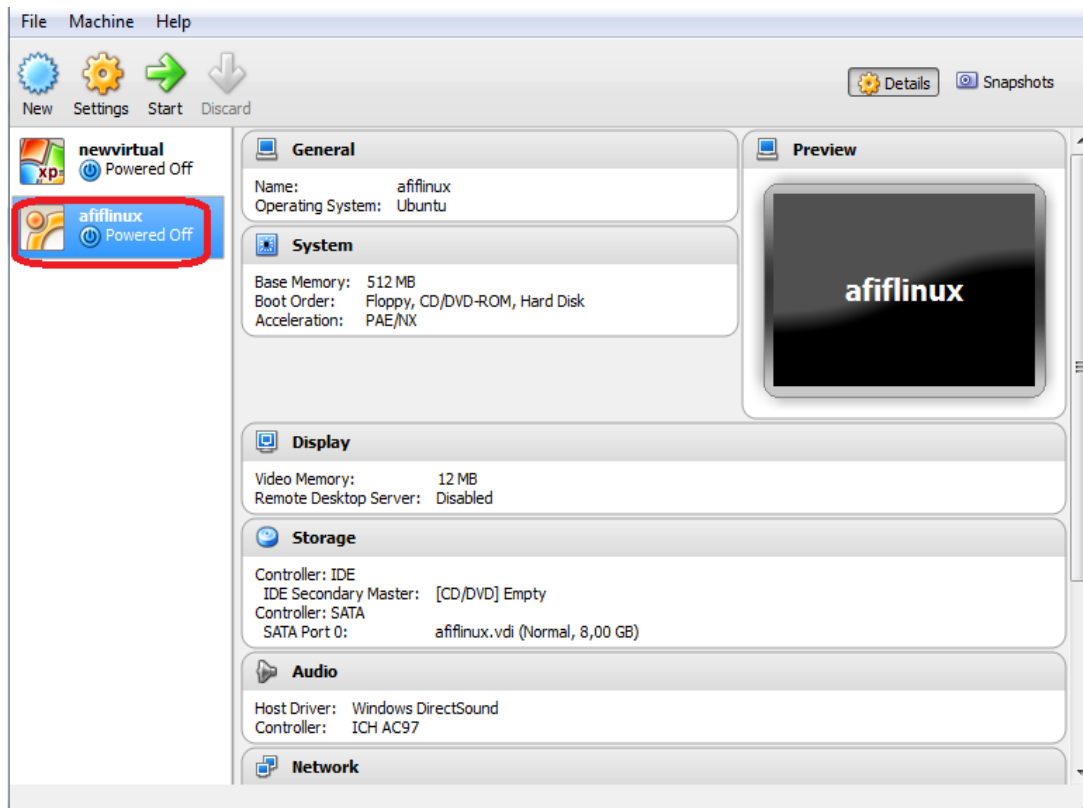 File Machine Help
New Settings Start Discard
Details Snapshots
xp
newvirtual
Powered Off
afiflinux
Powered Off
General
Name: afiflinux
Operating System: Ubuntu
System
Base Memory: 512 MB
Boot Order: Floppy, CD/DVD-ROM, Hard Disk
Acceleration: PAE/NX
Preview
afiflinux
Display
Video Memory: 12 MB
Remote Desktop Server: Disabled
Storage
Controller: IDE
IDE Secondary Master: [CD/DVD] Empty
Controller: SATA
SATA Port 0: afiflinux.vdi (Normal, 8,00 GB)
Audio
Host Driver: Windows DirectSound
Controller: ICH AC97
Network